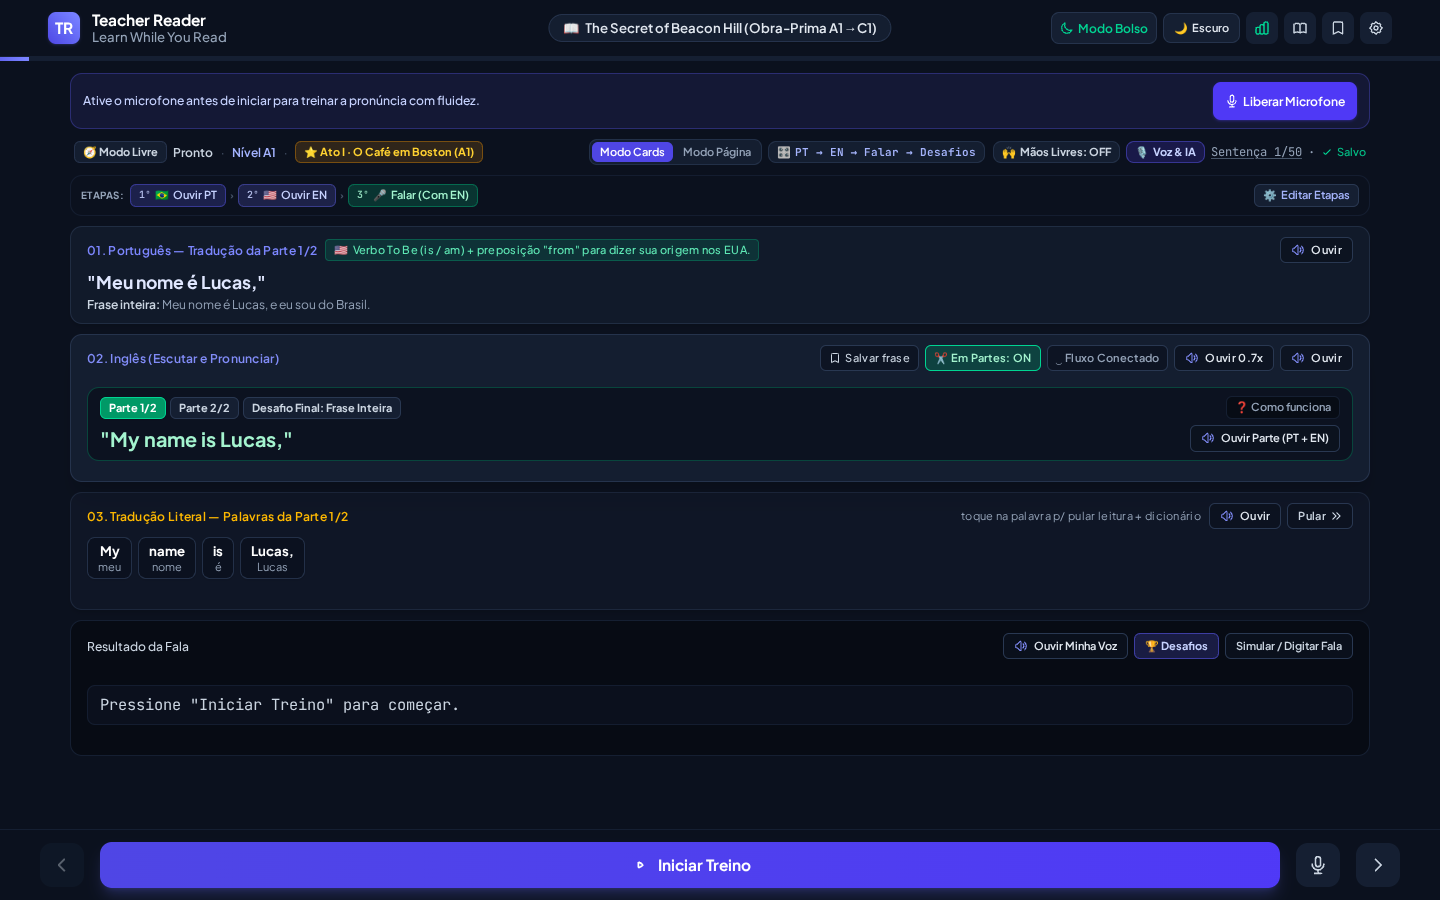 TR Teacher Reader
Learn While You Read
📖 The Secret of Beacon Hill (Obra-Prima A1→C1)
Modo Bolso
🌙 Escuro
Ative o microfone antes de iniciar para treinar a pronúncia com fluidez.
Liberar Microfone
🧭 Modo Livre Pronto · Nível A1 · ⭐ Ato I · O Café em Boston (A1)
Modo Cards Modo Página 🎛️ PT → EN → Falar → Desafios 🙌 Mãos Livres: OFF 🎙️ Voz & IA Sentença 1/50 · ✓ Salvo
ETAPAS: 1° 🇧🇷 Ouvir PT › 2° 🇺🇸 Ouvir EN › 3° 🎤 Falar (Com EN)
⚙️ Editar Etapas
01. Português — Tradução da Parte 1/2 🇺🇸 Verbo To Be (is / am) + preposição "from" para dizer sua origem nos EUA.
Ouvir
"Meu nome é Lucas,"
Frase inteira: Meu nome é Lucas, e eu sou do Brasil.
02. Inglês (Escutar e Pronunciar)
Salvar frase ✂️ Em Partes: ON ‿ Fluxo Conectado Ouvir 0.7x Ouvir
Parte 1/2 Parte 2/2 Desafio Final: Frase Inteira
❓ Como funciona
"My name is Lucas,"
Ouvir Parte (PT + EN)
03. Tradução Literal — Palavras da Parte 1/2
toque na palavra p/ pular leitura + dicionário Ouvir Pular
My name is Lucas,
meu nome é Lucas
Resultado da Fala
Ouvir Minha Voz 🏆 Desafios Simular / Digitar Fala
Pressione "Iniciar Treino" para começar.
Iniciar Treino